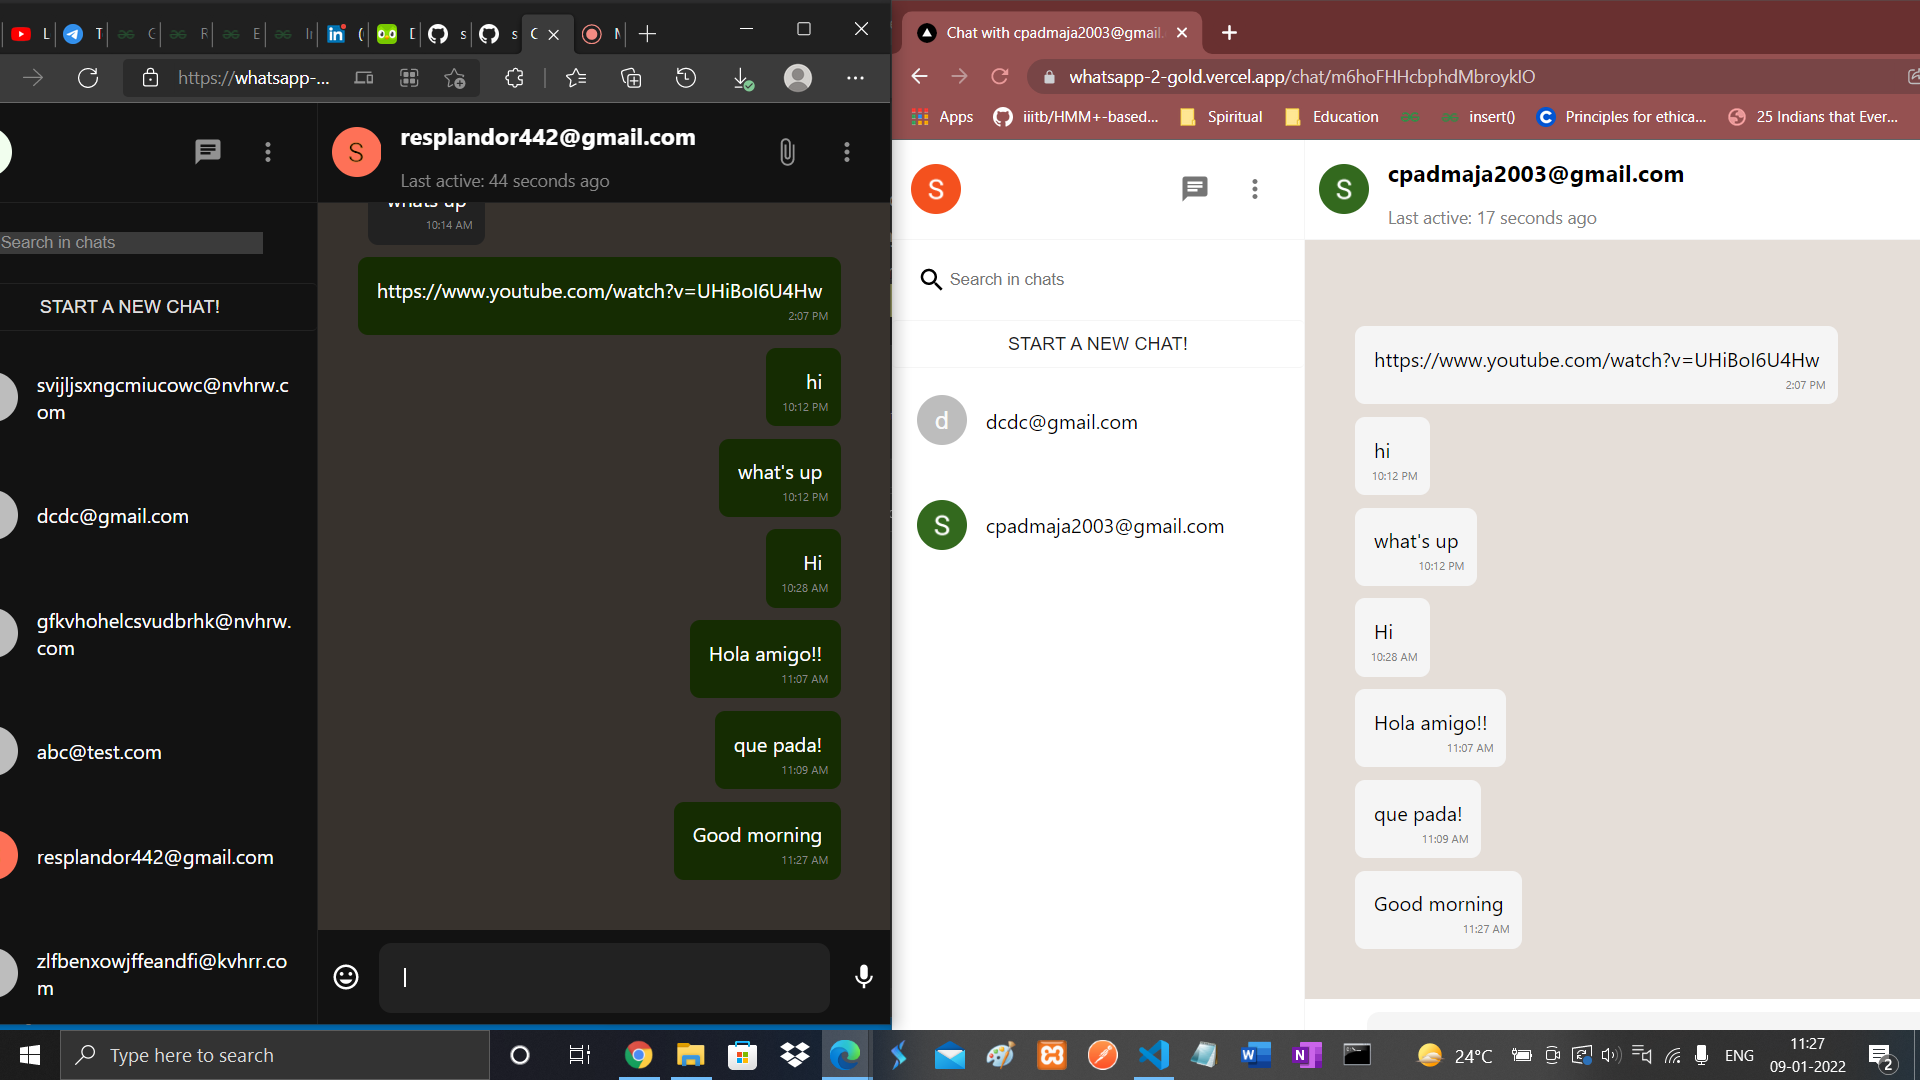 L
T
G
R
E
Ir
(
D
s
s
C
N
https://whatsapp-...
resplandor442@gmail.com
Last active: 44 seconds ago
S
Search in chats
START A NEW CHAT!
svijljsxngcmiucowc@nvhrw.c
om
dcdc@gmail.com
gfkvhohelcsvudbrhk@nvhrw.
com
abc@test.com
resplandor442@gmail.com
zlfbenxowjffeandfi@kvhrr.co
m
whats up
10:14 AM
https://www.youtube.com/watch?v=UHiBoI6U4Hw
2:07 PM
hi
10:12 PM
what's up
10:12 PM
Hi
10:28 AM
Hola amigo!!
11:07 AM
que pada!
11:09 AM
Good morning
11:27 AM
Chat with cpadmaja2003@gmail.
whatsapp-2-gold.vercel.app/chat/m6hoFHHcbphdMbroykIO
Apps
iiitb/HMM+-based...
Spiritual
Education
insert()
Principles for ethica...
25 Indians that Ever...
S
S
cpadmaja2003@gmail.com
Last active: 17 seconds ago
Search in chats
START A NEW CHAT!
d
dcdc@gmail.com
S
cpadmaja2003@gmail.com
https://www.youtube.com/watch?v=UHiBoI6U4Hw
2:07 PM
hi
10:12 PM
what's up
10:12 PM
Hi
10:28 AM
Hola amigo!!
11:07 AM
que pada!
11:09 AM
Good morning
11:27 AM
Type here to search
24°C
ENG
11:27
09-01-2022
2